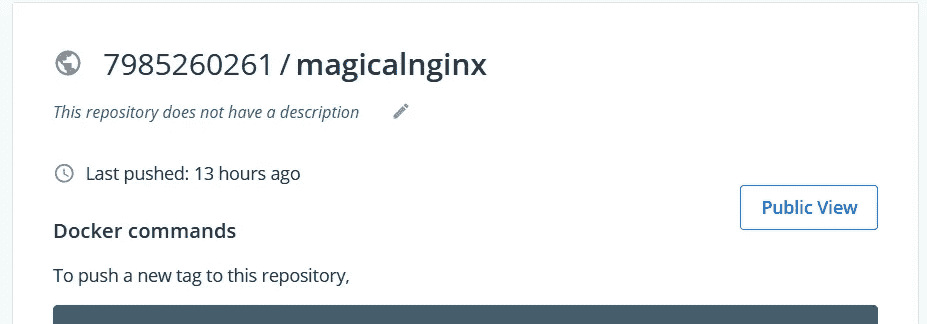 7985260261 / magicalnginx
This repository does not have a description
Last pushed: 13 hours ago
Public View
Docker commands
To push a new tag to this repository,